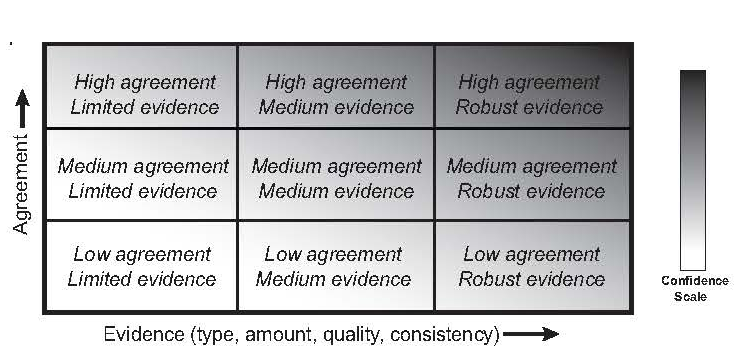 High agreement
Limited evidence
High agreement
Medium evidence
High agreement
Robust evidence
Medium agreement
Limited evidence
Medium agreement
Medium evidence
Medium agreement
Robust evidence
Low agreement
Limited evidence
Low agreement
Medium evidence
Low agreement
Robust evidence
Agreement
Evidence (type, amount, quality, consistency)
Confidence
Scale